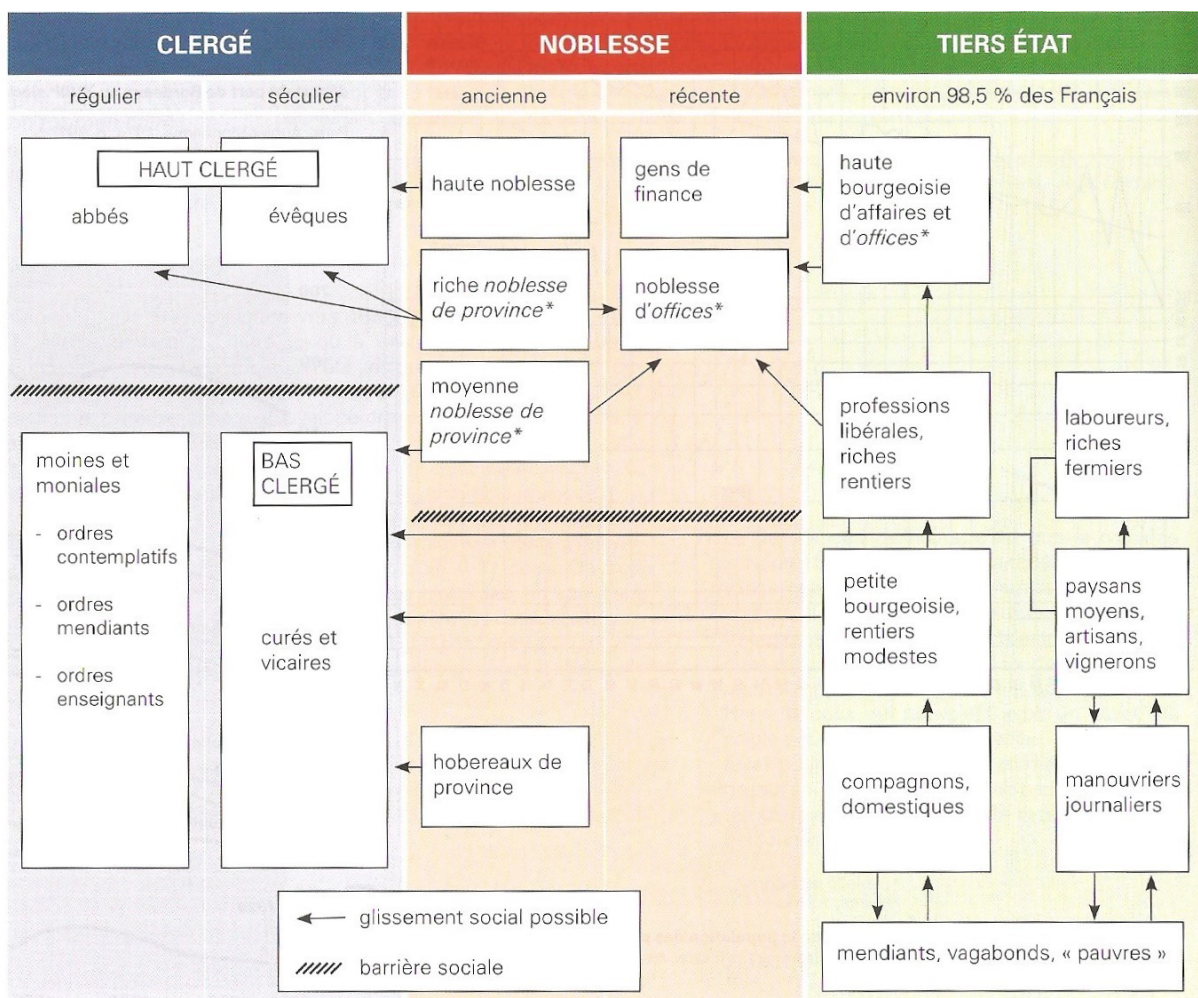 CLERGÉ
NOBLESSE
TIERS ÉTAT
régulier
séculier
ancienne
récente
environ 98,5 % des Français
HAUT CLERGÉ
abbés
évêques
haute noblesse
gens de
finance
haute
bourgeoisie
d'affaires et
d'offices*
riche noblesse
de province*
noblesse
d'offices*
moyenne
noblesse de
province*
professions
libérales,
riches
rentiers
laboureurs,
riches
fermiers
moines et
moniales
- ordres
contemplatifs
- ordres
mendiants
- ordres
enseignants
BAS
CLERGÉ
curés et
vicaires
petite
bourgeoisie,
rentiers
modestes
paysans
moyens,
artisans,
vignerons
hobereaux de
province
compagnons,
domestiques
manouvriers
journaliers
mendiants, vagabonds, « pauvres »
glissement social possible
barrière sociale